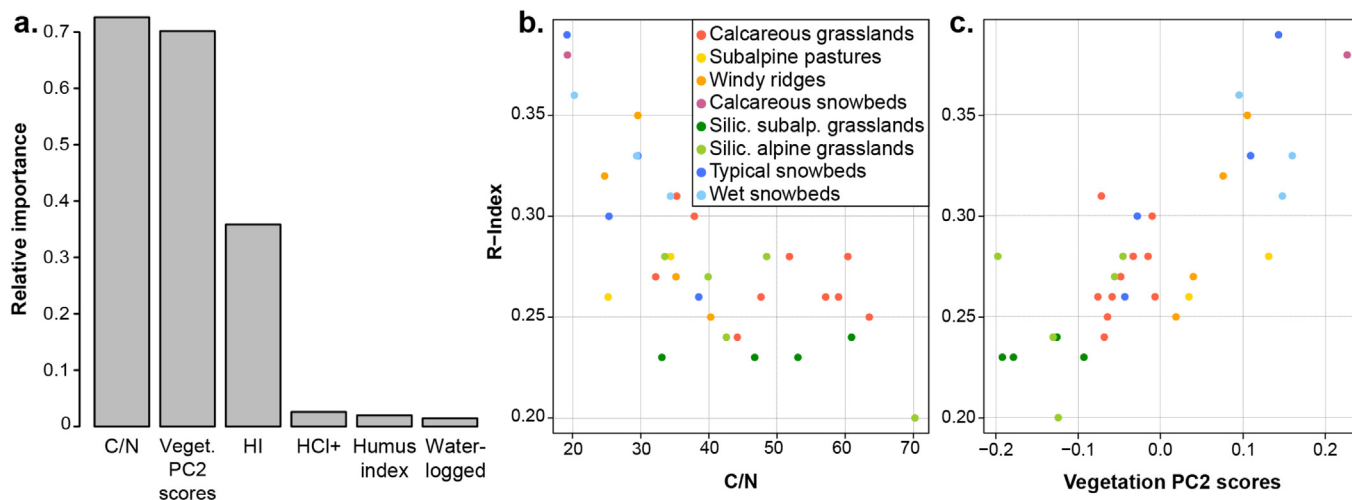 a.
Relative importance
0.7
0.6
0.5
0.4
0.3
0.2
0.1
0
C/N
Veget.
PC2
scores
HI
HCl+
Humus
index
Water-
logged
b.
R−Index
0.35
0.30
0.25
0.20
20
30
40
50
60
70
C/N
Calcareous grasslands
Subalpine pastures
Windy ridges
Calcareous snowbeds
Silic. subalp. grasslands
Silic. alpine grasslands
Typical snowbeds
Wet snowbeds
c.
0.35
0.30
0.25
0.20
−0.2
−0.1
0.0
0.1
0.2
Vegetation PC2 scores